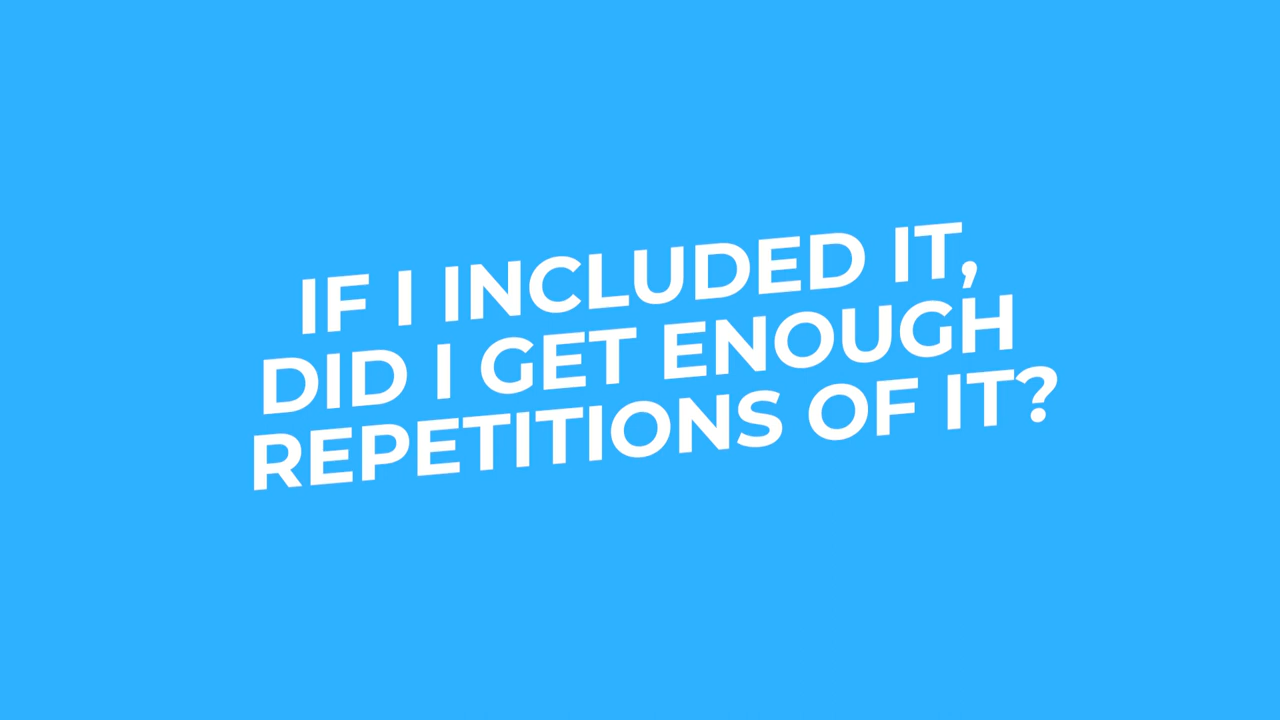 IF I INCLUDED IT,
DID I GET ENOUGH
REPETITIONS OF IT?